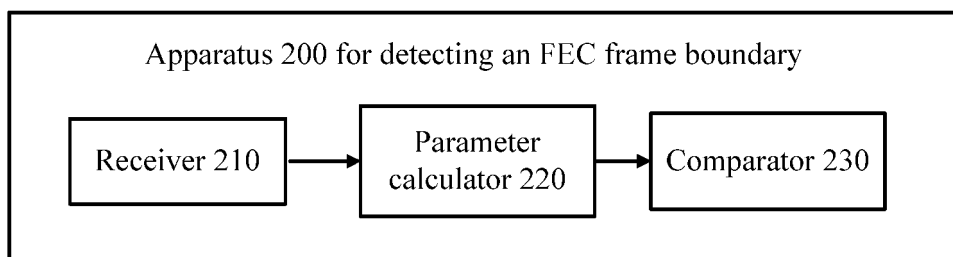 Apparatus 200 for detecting an FEC frame boundary
Receiver 210
Parameter
calculator 220
Comparator 230